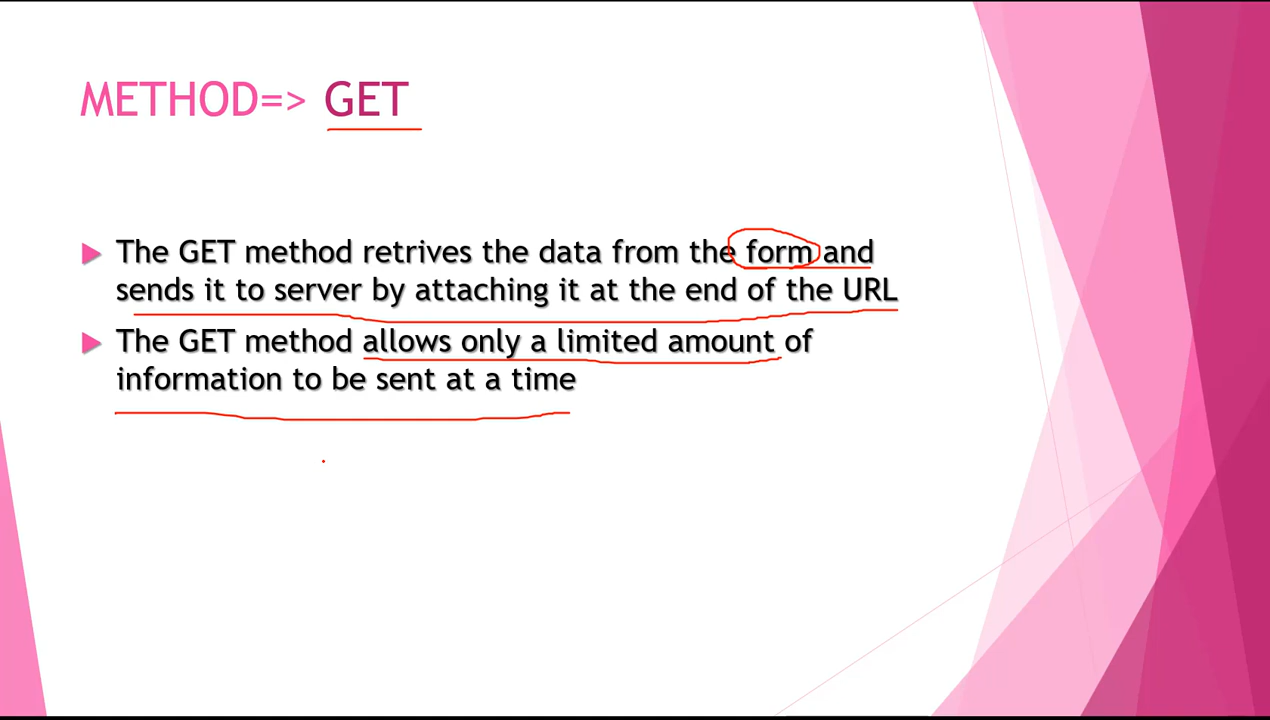 METHOD=> GET
The GET method retrives the data from the form and
sends it to server by attaching it at the end of the URL
The GET method allows only a limited amount of
information to be sent at a time